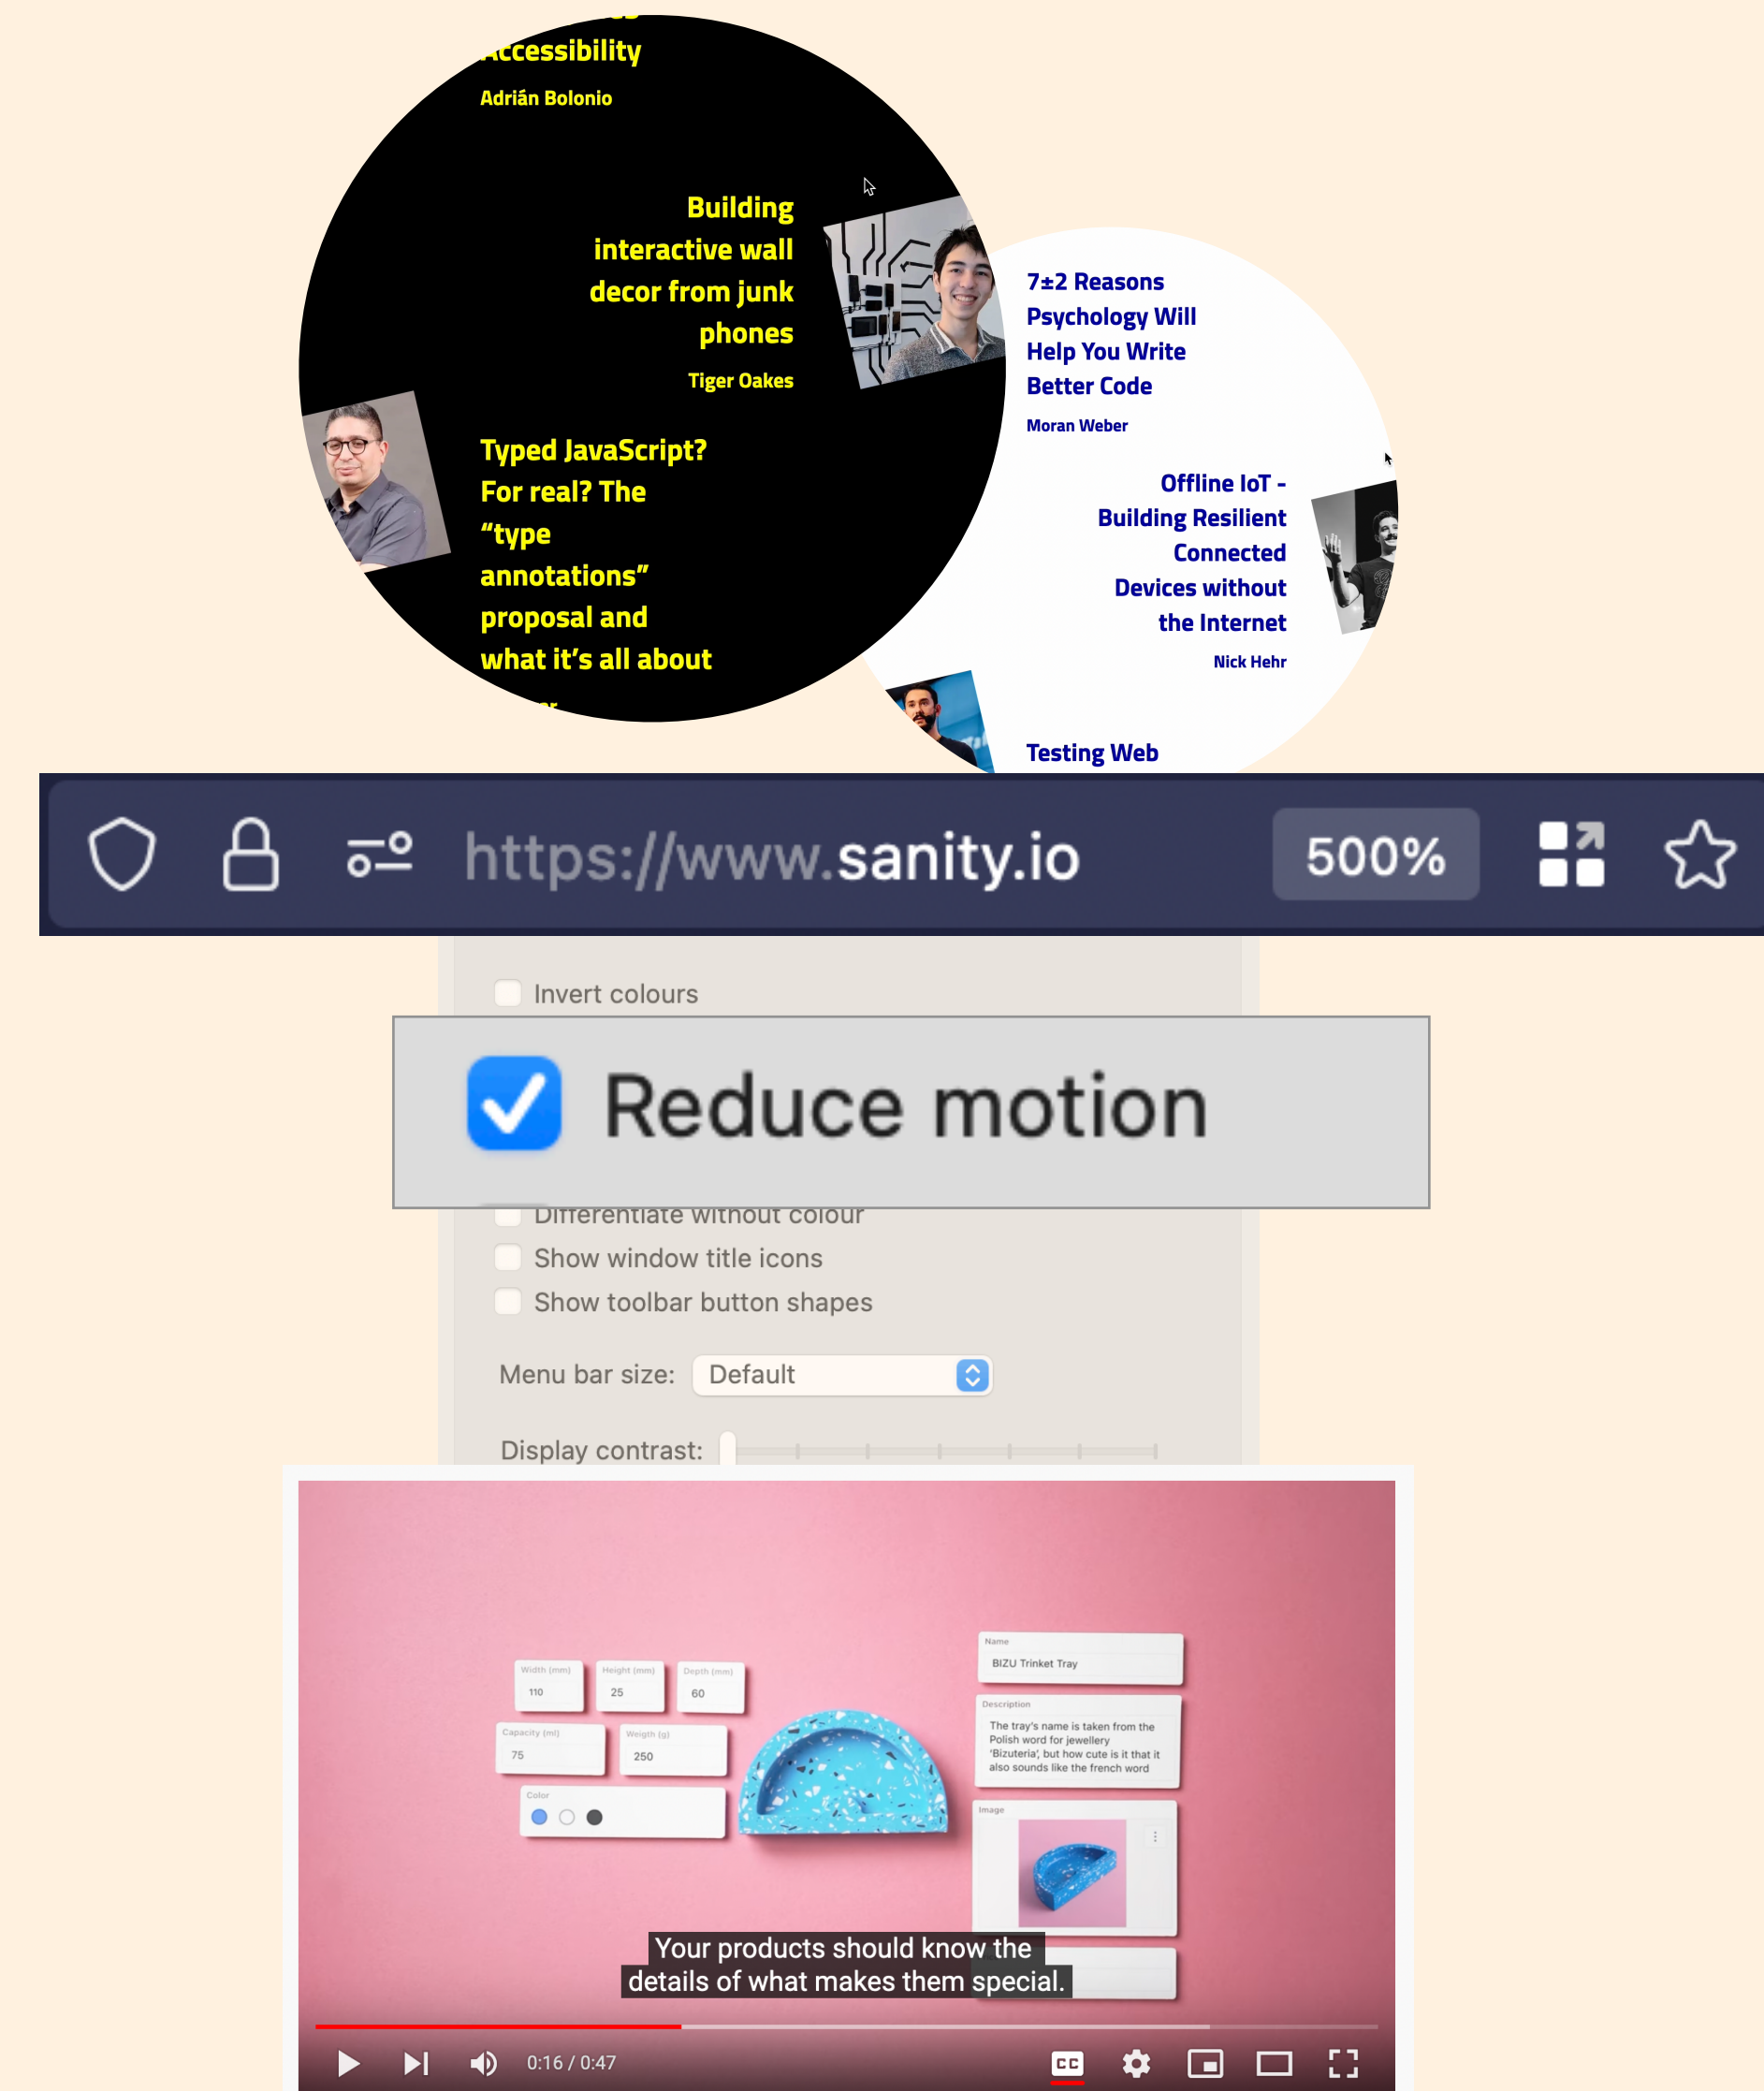 Accessibility
Adrián Bolonio
Building
interactive wall
decor from junk
phones
Tiger Oakes
Typed JavaScript?
For real? The
“type
annotations”
proposal and
what it’s all about
7±2 Reasons
Psychology Will
Help You Write
Better Code
Moran Weber
Offline IoT -
Building Resilient
Connected
Devices without
the Internet
Nick Hehr
Testing Web
https://www.sanity.io 500%
Invert colours
Reduce motion
Differentiate without colour
Show window title icons
Show toolbar button shapes
Menu bar size: Default
Display contrast:
Width (mm)
110
Height (mm)
25
Depth (mm)
60
Capacity (ml)
75
Weigth (g)
250
Color
Name
BIZU Trinket Tray
Description
The tray's name is taken from the
Polish word for jewellery
'Bizuteria', but how cute is it that it
also sounds like the french word
Image
Your products should know the
details of what makes them special.
0:16 / 0:47
CC